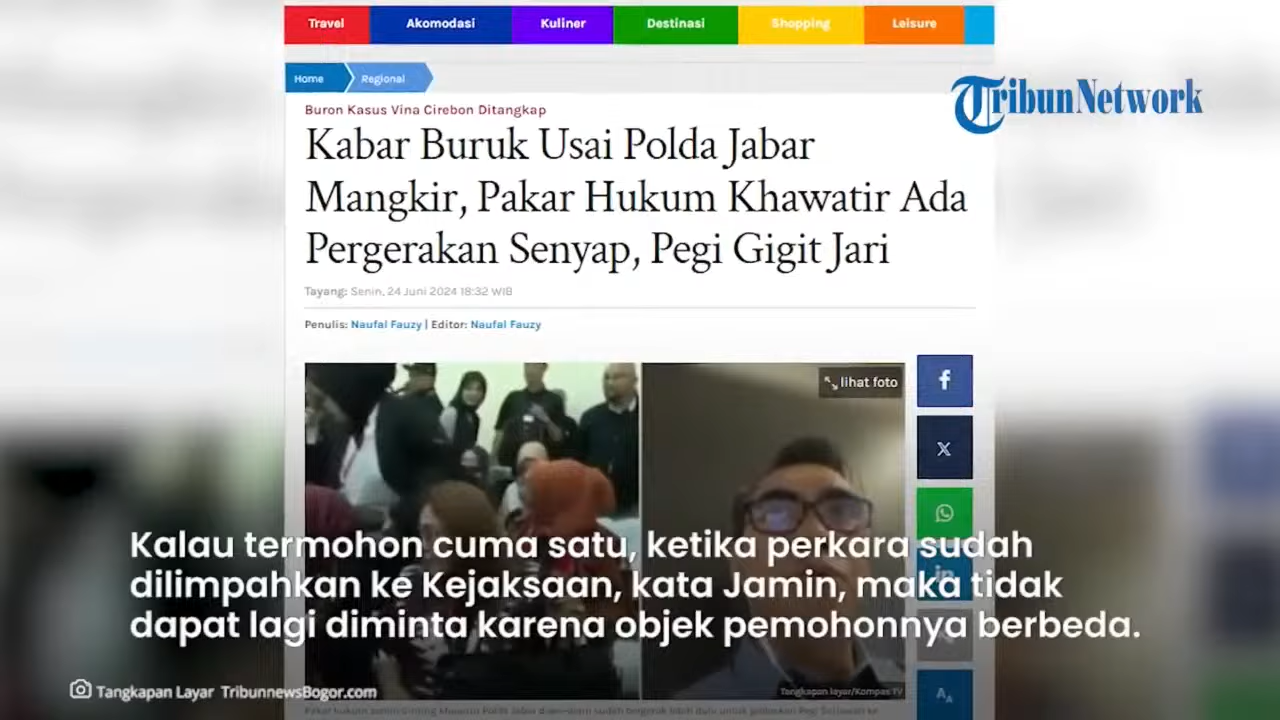 Travel Akomodasi Kuliner Destinasi Shopping Leisure
Home Regional
TribunNetwork
Buron Kasus Vina Cirebon Ditangkap
Kabar Buruk Usai Polda Jabar
Mangkir, Pakar Hukum Khawatir Ada
Pergerakan Senyap, Pegi Gigit Jari
Tayang: Senin, 24 Juni 2024 18:32 WIB
Penulis: Naufal Fauzy | Editor: Naufal Fauzy
lihat foto
Kalau termohon cuma satu, ketika perkara sudah
dilimpahkan ke Kejaksaan, kata Jamin, maka tidak
dapat lagi diminta karena objek pemohonnya berbeda.
Tangkapan Layar TribunnewsBogor.com
Tangkapan layar/Kompas TV
AA